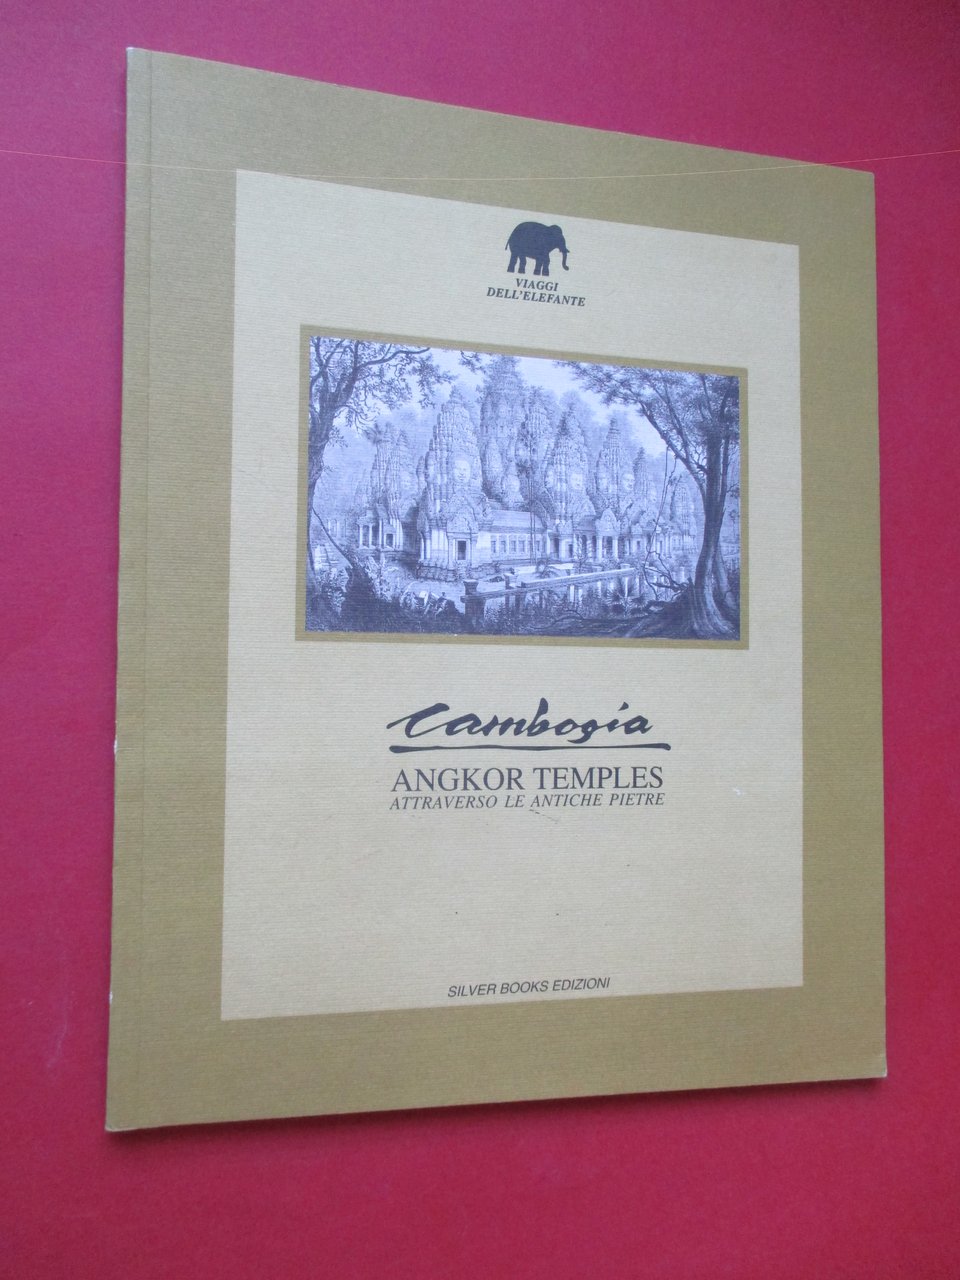 VIAGGI
DELL'ELEFANTE
Cambogia
ANGKOR TEMPLES
ATTRAVERSO LE ANTICHE PIETRE
SILVER BOOKS EDIZIONI